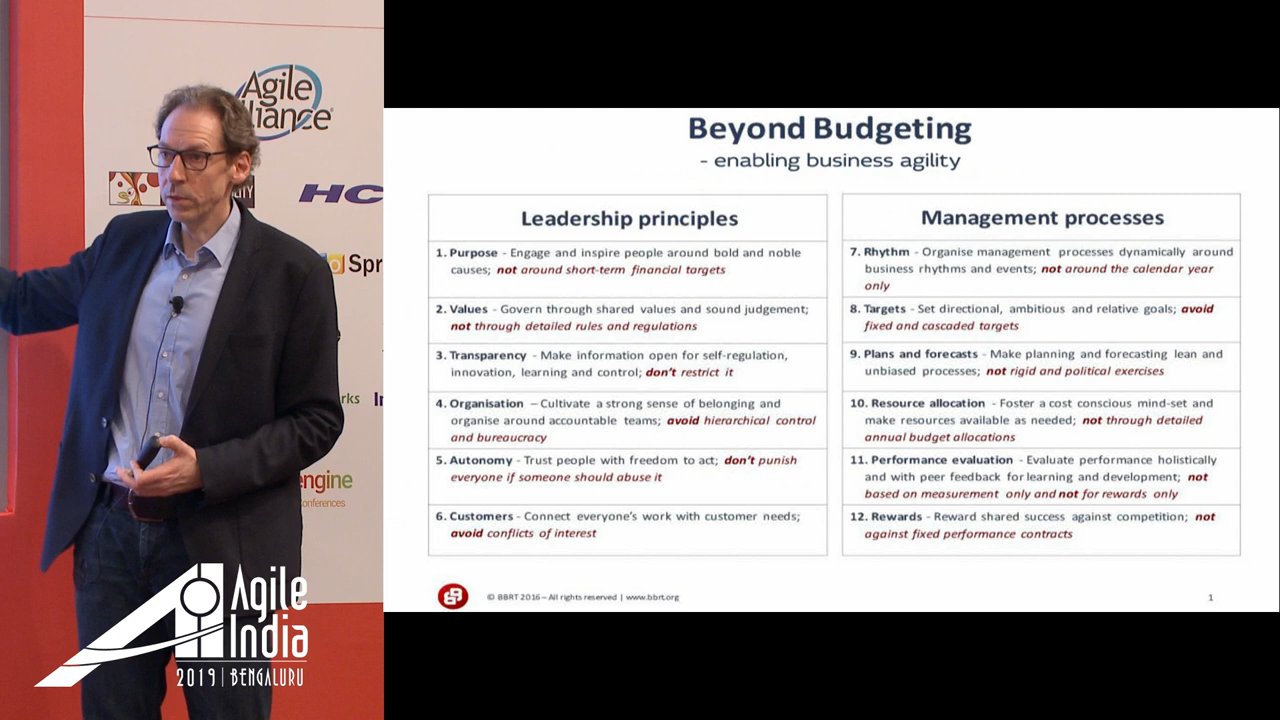 Agile
Alliance
HC
Spr
rks
In
engine
onferences
Agile
India
2019 | BENGALURU
Beyond Budgeting
- enabling business agility
Leadership principles
1. Purpose - Engage and inspire people around bold and noble
causes; not around short-term financial targets
2. Values - Govern through shared values and sound judgement;
not through detailed rules and regulations
3. Transparency - Make information open for self-regulation,
innovation, learning and control; don't restrict it
4. Organisation – Cultivate a strong sense of belonging and
organise around accountable teams; avoid hierarchical control
and bureaucracy
5. Autonomy - Trust people with freedom to act; don't punish
everyone if someone should abuse it
6. Customers - Connect everyone's work with customer needs;
avoid conflicts of interest
Management processes
7. Rhythm - Organise management processes dynamically around
business rhythms and events; not around the calendar year
only
8. Targets - Set directional, ambitious and relative goals; avoid
fixed and cascaded targets
9. Plans and forecasts - Make planning and forecasting lean and
unbiased processes; not rigid and political exercises
10. Resource allocation - Foster a cost conscious mind-set and
make resources available as needed; not through detailed
annual budget allocations
11. Performance evaluation - Evaluate performance holistically
and with peer feedback for learning and development; not
based on measurement only and not for rewards only
12. Rewards - Reward shared success against competition; not
against fixed performance contracts
© BBRT 2016 – All rights reserved | www.bbrt.org
1